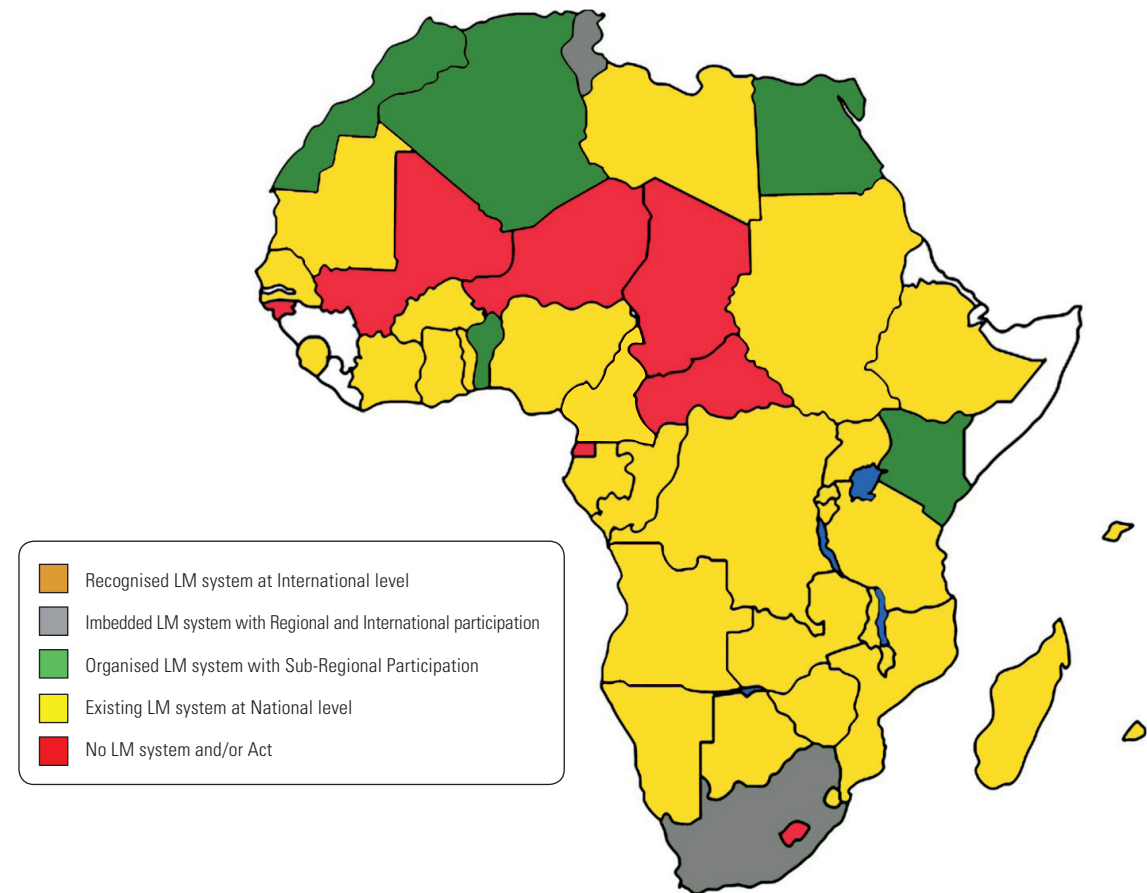 Recognised LM system at International level
Imbedded LM system with Regional and International participation
Organised LM system with Sub-Regional Participation
Existing LM system at National level
No LM system and/or Act